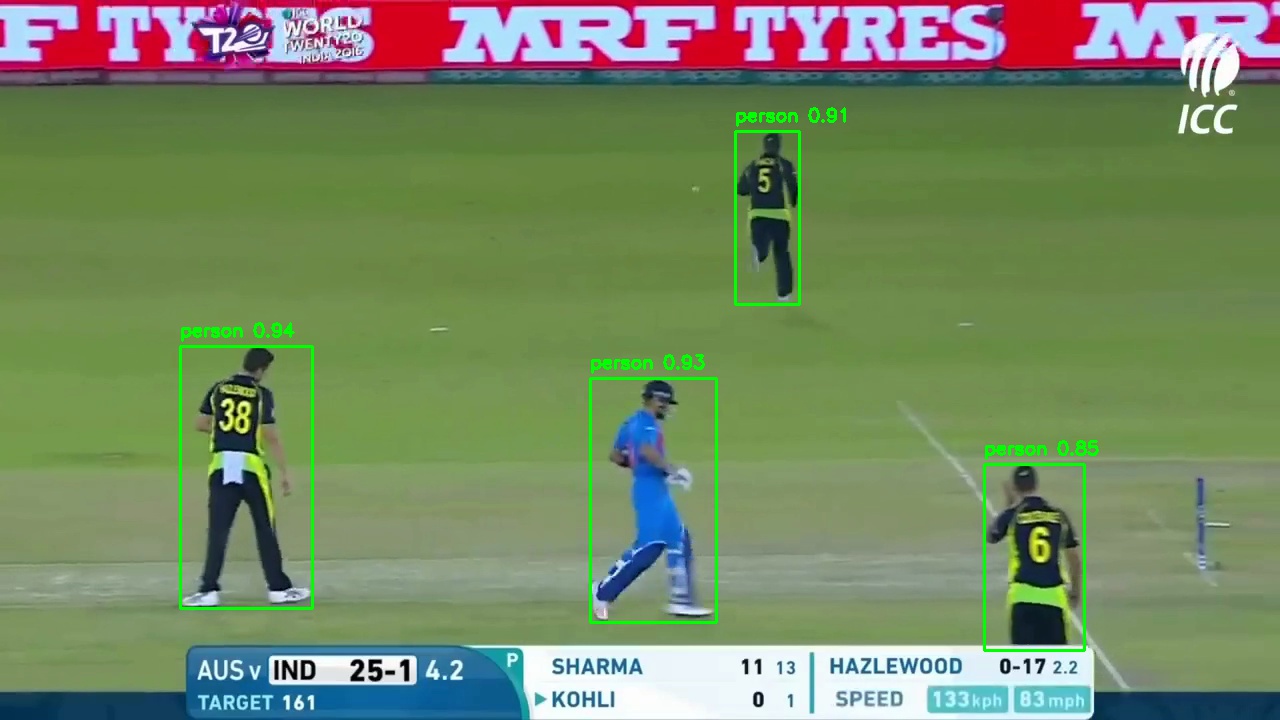 F TYRES
MRF TYRES
MR
T20
ICC
WORLD
TWENTY20
INDIA 2016
ICC
person 0.91
5
person 0.94
38
person 0.93
person 0.85
6
AUS v IND 25-1 4.2
TARGET 161
P
SHARMA 11 13
KOHLI 0 1
HAZLEWOOD 0-17 2.2
SPEED 133kph 83mph